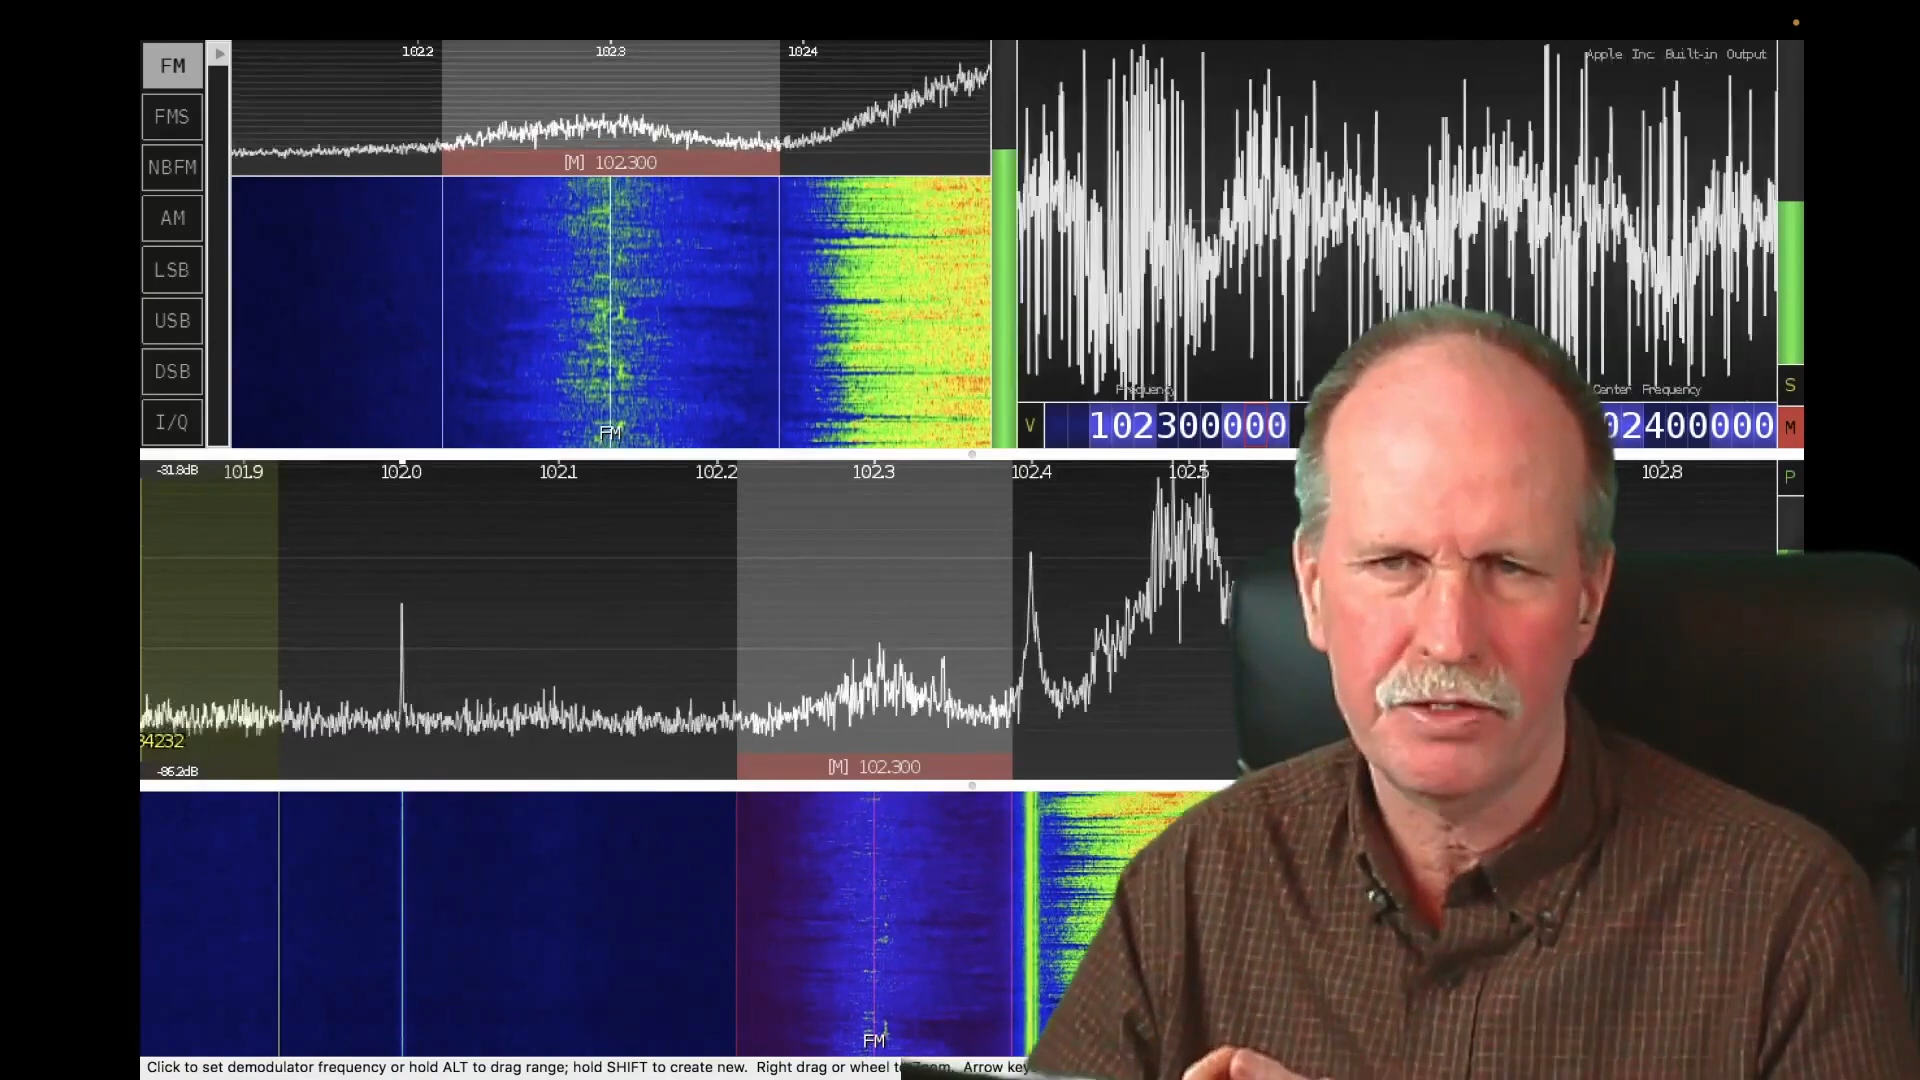 FM
FMS
NBFM
AM
LSB
USB
DSB
I/Q
102.2 102.3 102.4
[M] 102.300
FM
Apple Inc: Built-in Output
Frequency
Center Frequency
V
102300000
02400000
S
M
P
-31.8dB
101.9 102.0 102.1 102.2 102.3 102.4 102.5 102.8
34232
-86.2dB
[M] 102.300
FM
Click to set demodulator frequency or hold ALT to drag range; hold SHIFT to create new. Right drag or wheel to Zoom. Arrow key